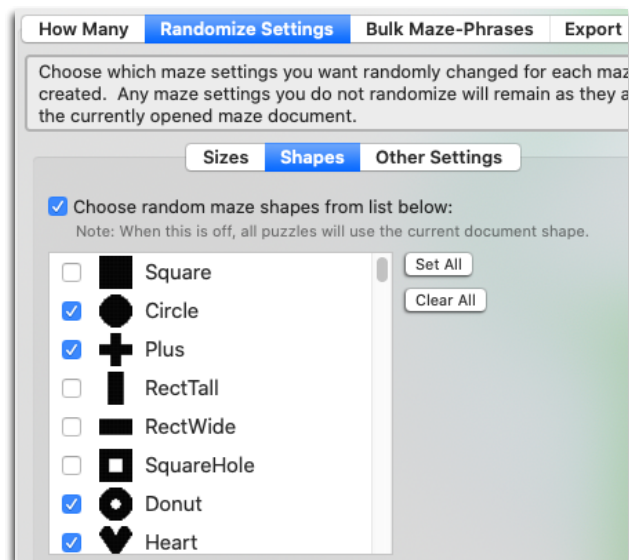 How Many Randomize Settings Bulk Maze-Phrases Export
Choose which maze settings you want randomly changed for each
created. Any maze settings you do not randomize will remain as they
the currently opened maze document.
Sizes Shapes Other Settings
Choose random maze shapes from list below:
Note: When this is off, all puzzles will use the current document shape.
Set All
Clear All
Square
Circle
Plus
RectTall
RectWide
SquareHole
Donut
Heart